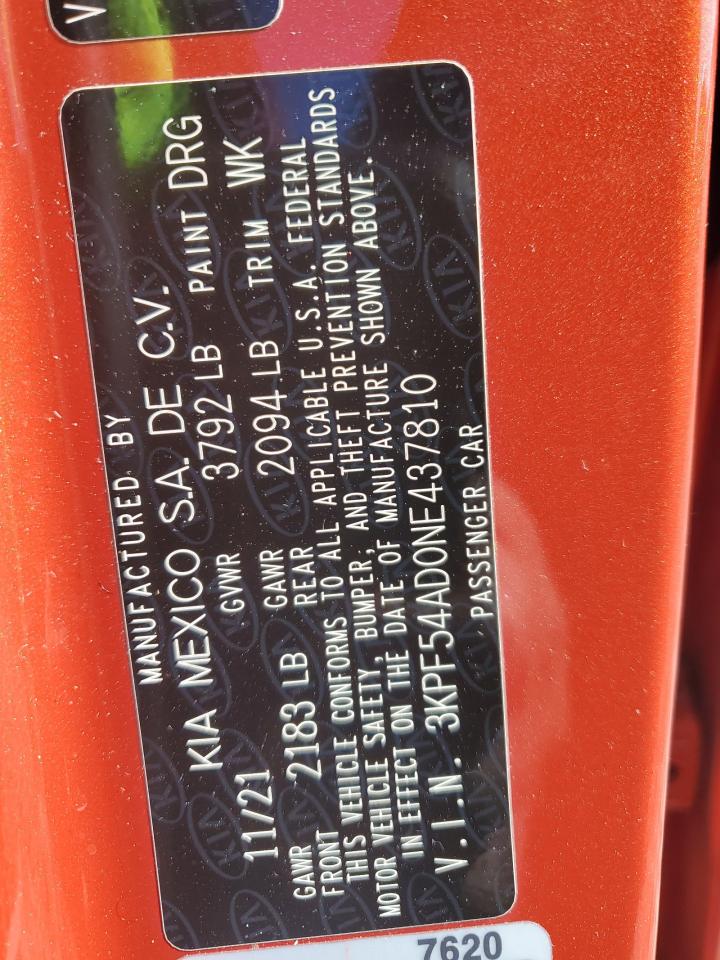 V
MANUFACTURED BY
KIA MEXICO S.A. DE C.V.
11/21 GVWR 3792 LB PAINT DRG
GAWR FRONT 2183 LB GAWR REAR 2094 LB TRIM WK
THIS VEHICLE CONFORMS TO ALL APPLICABLE U.S.A. FEDERAL
MOTOR VEHICLE SAFETY, BUMPER, AND THEFT PREVENTION STANDARDS
IN EFFECT ON THE DATE OF MANUFACTURE SHOWN ABOVE.
V.I.N. 3KPF54AD0NE437810
PASSENGER CAR
7620